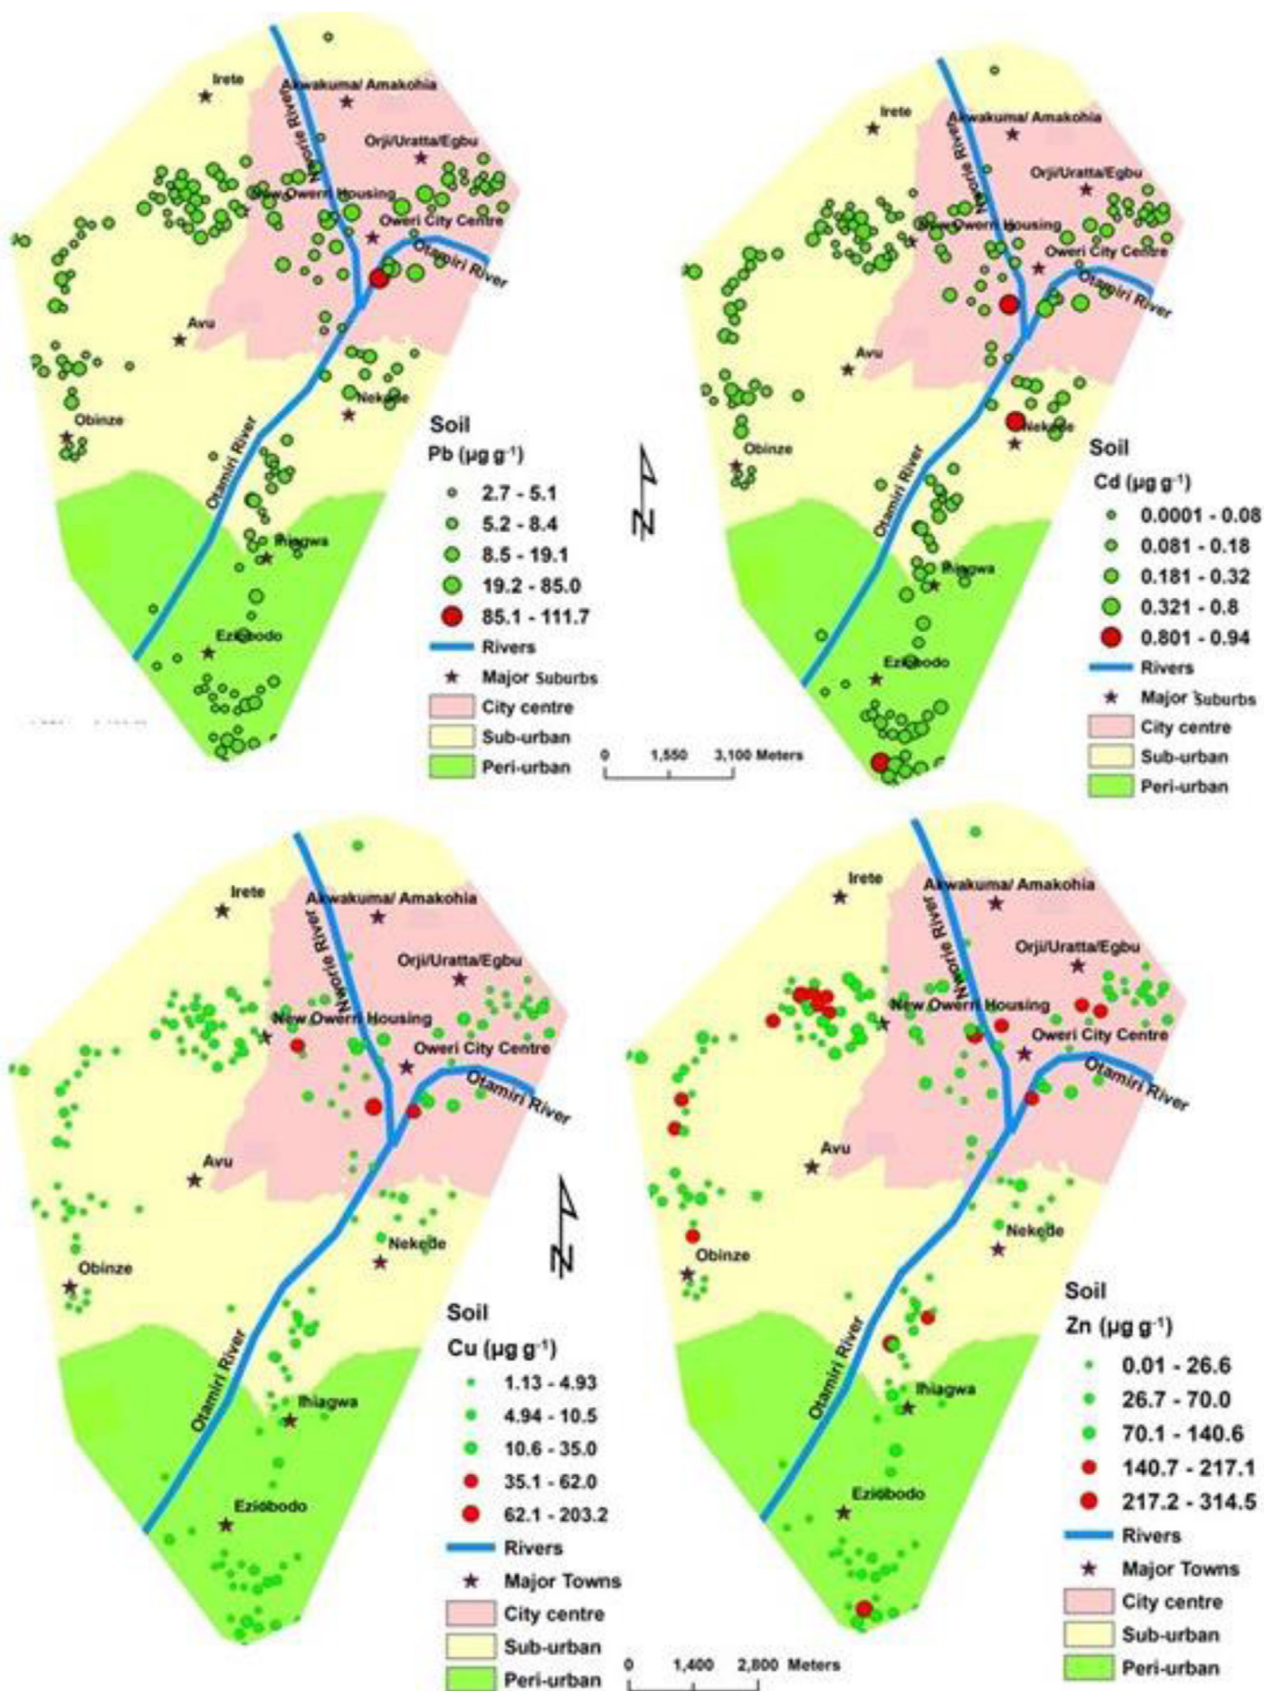 Irete
Akwakuma/ Amakohia
Nworie River
Orji/Uratta/Egbu
New Owerri Housing
Oweri City Centre
Otamiri River
Avu
Obinze
Nekede
Otamiri River
Ihiagwa
Eziobodo
Soil
Pb (µg g⁻¹)
2.7 - 5.1
5.2 - 8.4
8.5 - 19.1
19.2 - 85.0
85.1 - 111.7
Rivers
Major Suburbs
City centre
Sub-urban
Peri-urban
N
0 1,550 3,100 Meters
Irete
Akwakuma/ Amakohia
Nworie River
Orji/Uratta/Egbu
New Owerri Housing
Oweri City Centre
Otamiri River
Avu
Obinze
Nekede
Otamiri River
Ihiagwa
Eziobodo
Soil
Cd (µg g⁻¹)
0.0001 - 0.08
0.081 - 0.18
0.181 - 0.32
0.321 - 0.8
0.801 - 0.94
Rivers
Major Suburbs
City centre
Sub-urban
Peri-urban
Irete
Akwakuma/ Amakohia
Nworie River
Orji/Uratta/Egbu
New Owerri Housing
Oweri City Centre
Otamiri River
Avu
Obinze
Nekede
Otamiri River
Ihiagwa
Eziobodo
Soil
Cu (µg g⁻¹)
1.13 - 4.93
4.94 - 10.5
10.6 - 35.0
35.1 - 62.0
62.1 - 203.2
Rivers
Major Towns
City centre
Sub-urban
Peri-urban
N
0 1,400 2,800 Meters
Irete
Akwakuma/ Amakohia
Nworie River
Orji/Uratta/Egbu
New Owerri Housing
Oweri City Centre
Otamiri River
Avu
Obinze
Nekede
Otamiri River
Ihiagwa
Eziobodo
Soil
Zn (µg g⁻¹)
0.01 - 26.6
26.7 - 70.0
70.1 - 140.6
140.7 - 217.1
217.2 - 314.5
Rivers
Major Towns
City centre
Sub-urban
Peri-urban